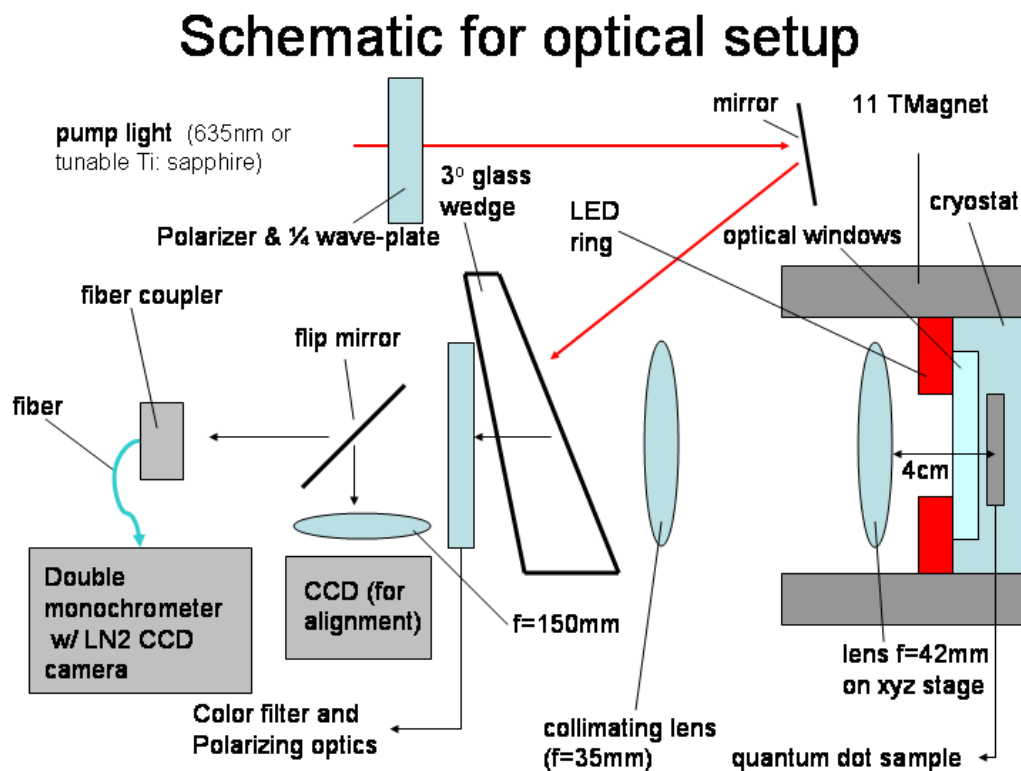 Schematic for optical setup
pump light (635nm or
tunable Ti: sapphire)
mirror
11 TMagnet
3o glass
wedge
Polarizer & ¼ wave-plate
LED
ring
cryostat
optical windows
fiber coupler
flip mirror
fiber
4cm
Double
monochrometer
w/ LN2 CCD
camera
CCD (for
alignment)
f=150mm
lens f=42mm
on xyz stage
Color filter and
Polarizing optics
collimating lens
(f=35mm)
quantum dot sample